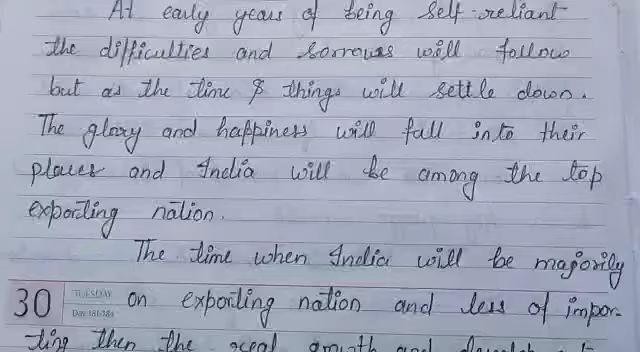 At early years of being self-reliant
the difficulties and sorrows will follow
but as the time & things will settle down.
The glory and happiness will fall into their
places and India will be among the top
exporting nation.
The time when India will be majorily
30 TUESDAY on exporting nation and less of impor-
ting then the growth and